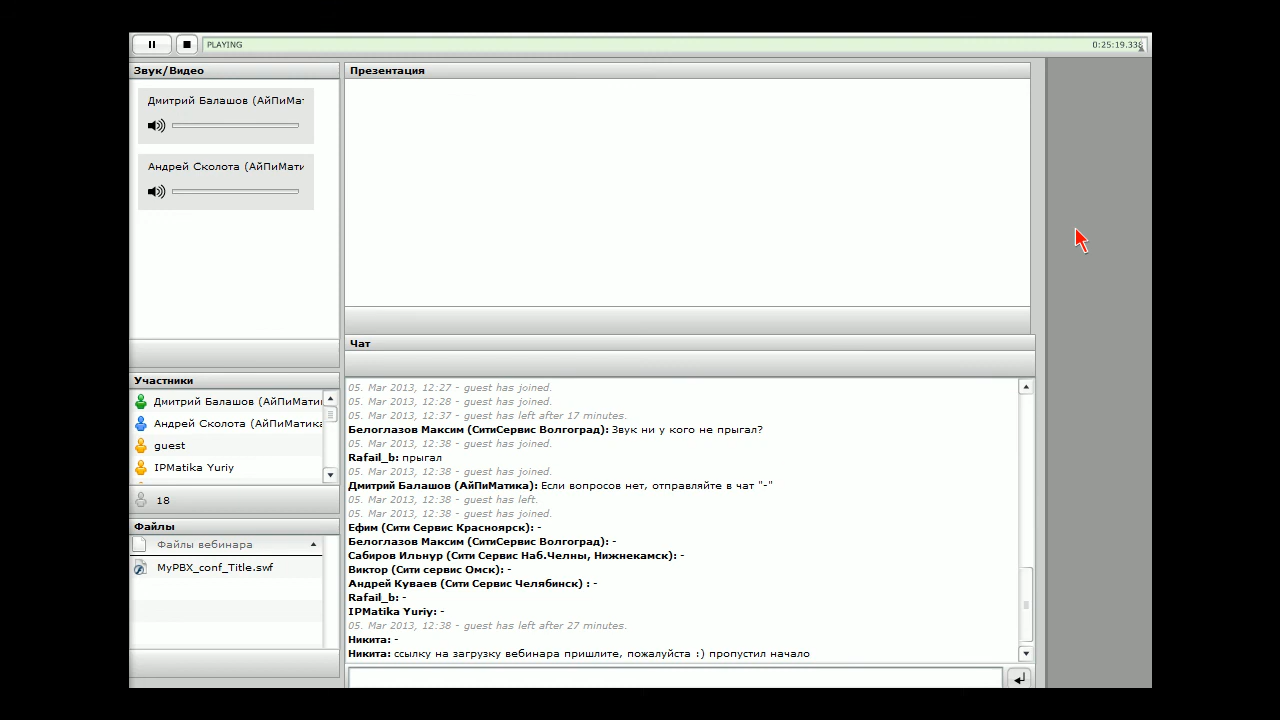 PLAYING
0:25:19.338
Звук/Видео
Дмитрий Балашов (АйПиМат
Андрей Сколота (АйПиМати
Презентация
Участники
Дмитрий Балашов (АйПиМати
Андрей Сколота (АйПиМатика
guest
IPMatika Yuriy
18
Файлы
Файлы вебинара
MyPBX_conf_Title.swf
Чат
05. Mar 2013, 12:27 - guest has joined.
05. Mar 2013, 12:28 - guest has joined.
05. Mar 2013, 12:37 - guest has left after 17 minutes.
Белоглазов Максим (СитиСервис Волгоград): Звук ни у кого не прыгал?
05. Mar 2013, 12:38 - guest has joined.
Rafail_b: прыгал
05. Mar 2013, 12:38 - guest has joined.
Дмитрий Балашов (АйПиМатика): Если вопросов нет, отправляйте в чат "-"
05. Mar 2013, 12:38 - guest has left.
05. Mar 2013, 12:38 - guest has joined.
Ефим (Сити Сервис Красноярск): -
Белоглазов Максим (СитиСервис Волгоград): -
Сабиров Ильнур (Сити Сервис Наб.Челны, Нижнекамск): -
Виктор (Сити сервис Омск): -
Андрей Куваев (Сити Сервис Челябинск) : -
Rafail_b: -
IPMatika Yuriy: -
05. Mar 2013, 12:38 - guest has left after 27 minutes.
Никита: -
Никита: ссылку на загрузку вебинара пришлите, пожалуйста :) пропустил начало